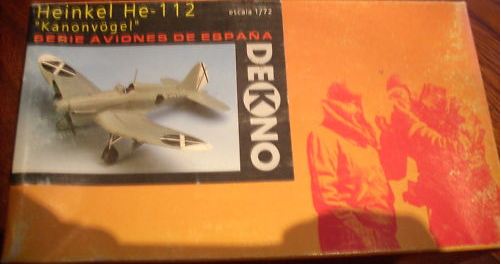 Heinkel He-112 escala 1/72
"Kanonvögel"
SERIE AVIONES DE ESPAÑA
DEKNO